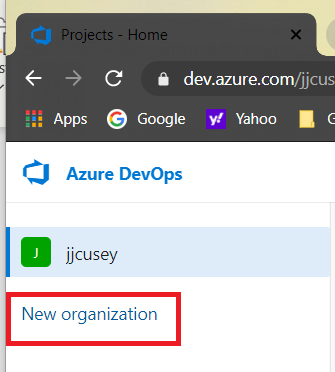 Projects - Home
dev.azure.com/jjcus
Apps Google Yahoo
Azure DevOps
J jjcusey
New organization